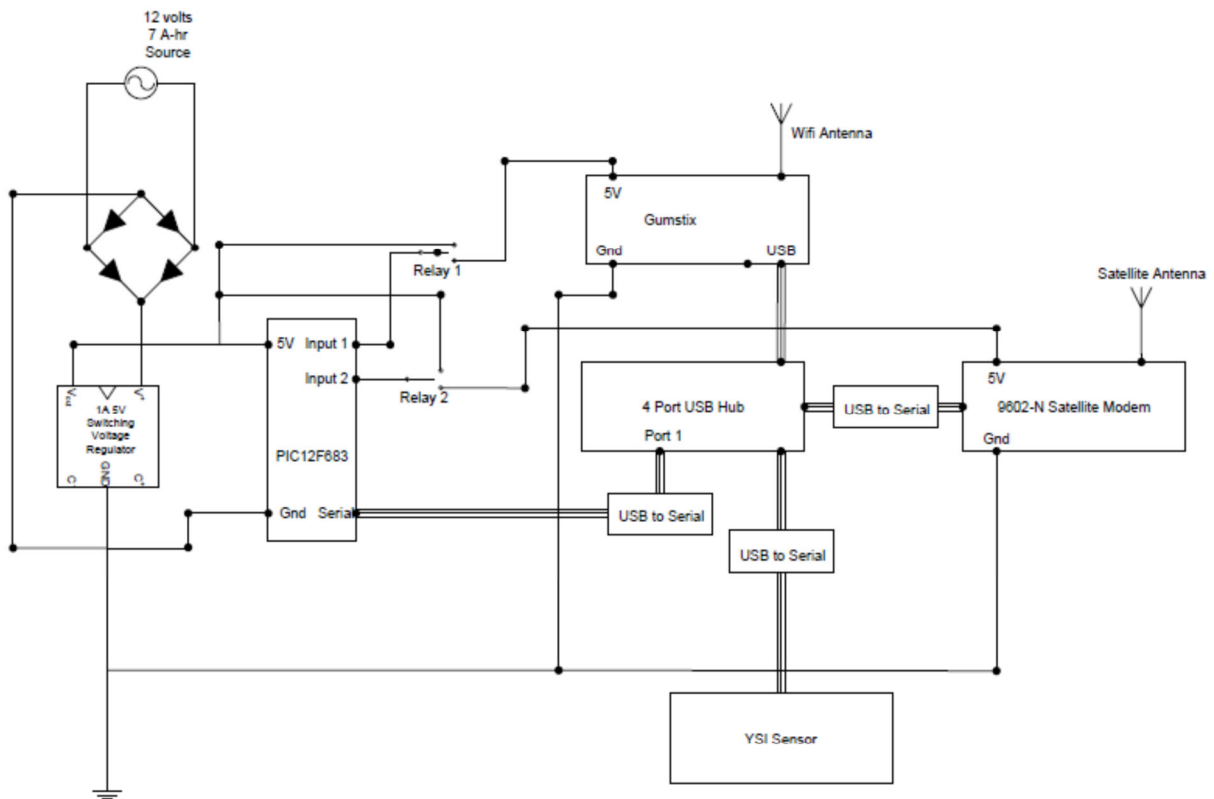 12 volts
7 A-hr
Source
Wifi Antenna
5V
Gumstix
Gnd
USB
Relay 1
Satellite Antenna
5V
Input 1
Input 2
Relay 2
PIC12F683
Gnd
Serial
V+
1A 5V
Switching
Voltage
Regulator
C-
GND
C+
4 Port USB Hub
Port 1
USB to Serial
5V
9602-N Satellite Modem
Gnd
USB to Serial
USB to Serial
YSI Sensor